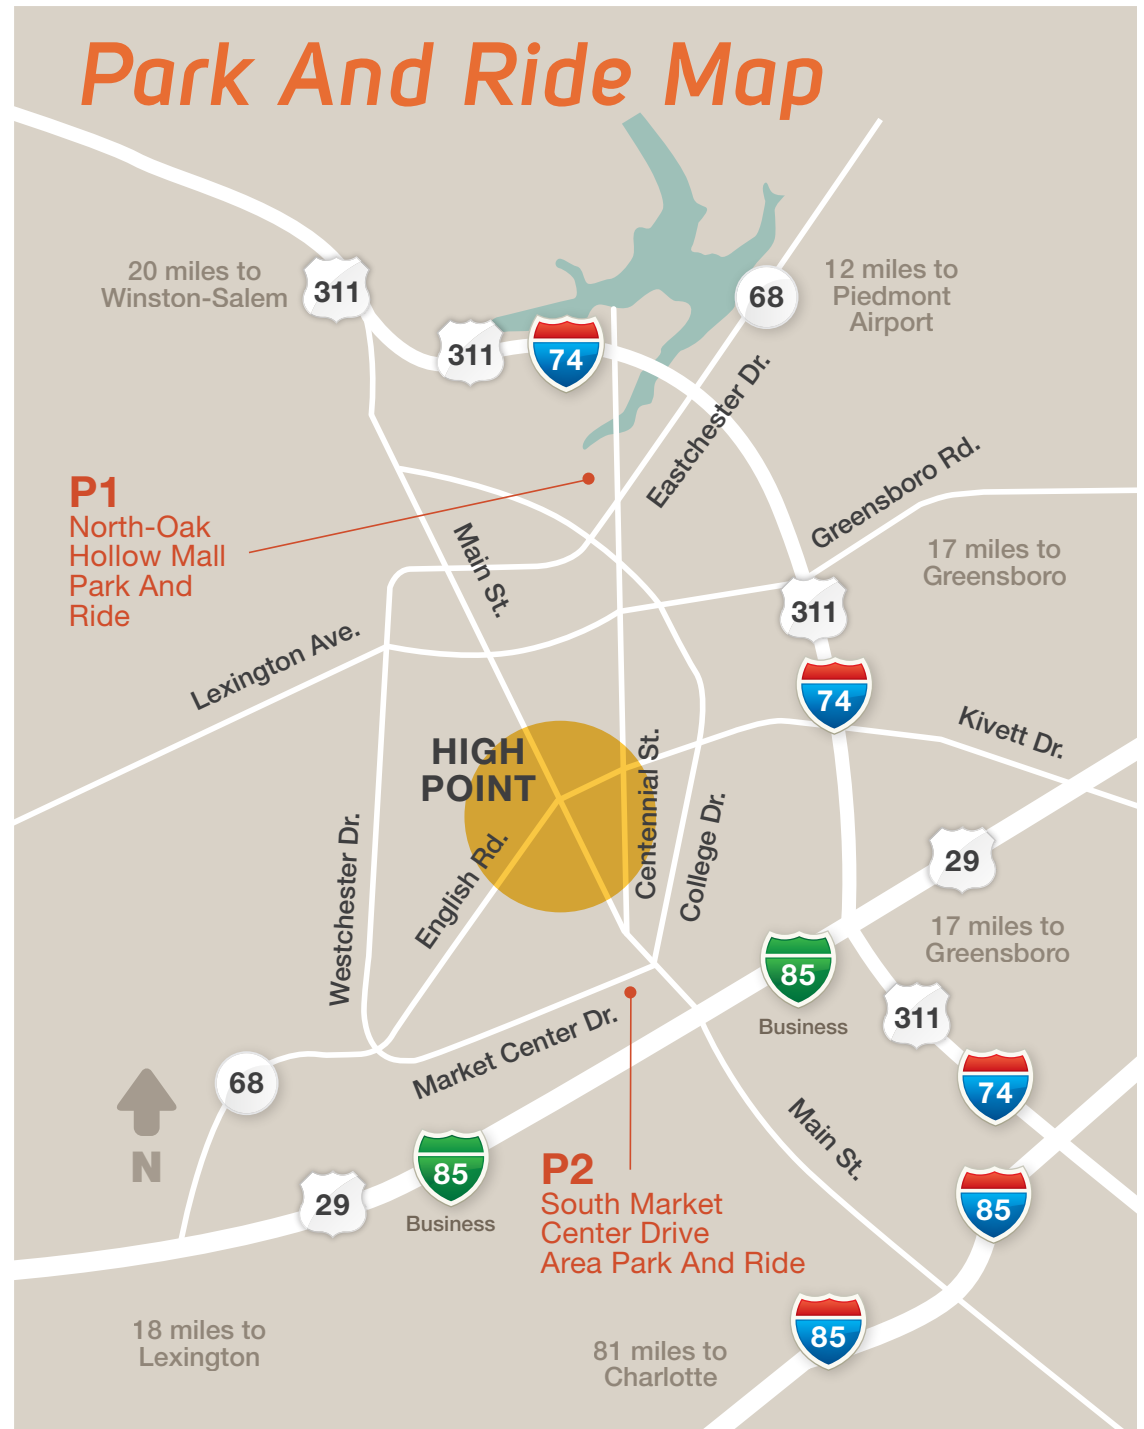 Park And Ride Map
20 miles to
Winston-Salem
311
12 miles to
Piedmont
Airport
68
311
74
Eastchester Dr.
Greensboro Rd.
P1
North-Oak
Hollow Mall
Park And
Ride
Main St.
17 miles to
Greensboro
311
Lexington Ave.
74
Kivett Dr.
HIGH
POINT
Centennial St.
College Dr.
Westchester Dr.
English Rd.
29
17 miles to
Greensboro
85
Business
311
Market Center Dr.
68
74
N
Main St.
85
Business
29
P2
South Market
Center Drive
Area Park And Ride
85
85
18 miles to
Lexington
81 miles to
Charlotte